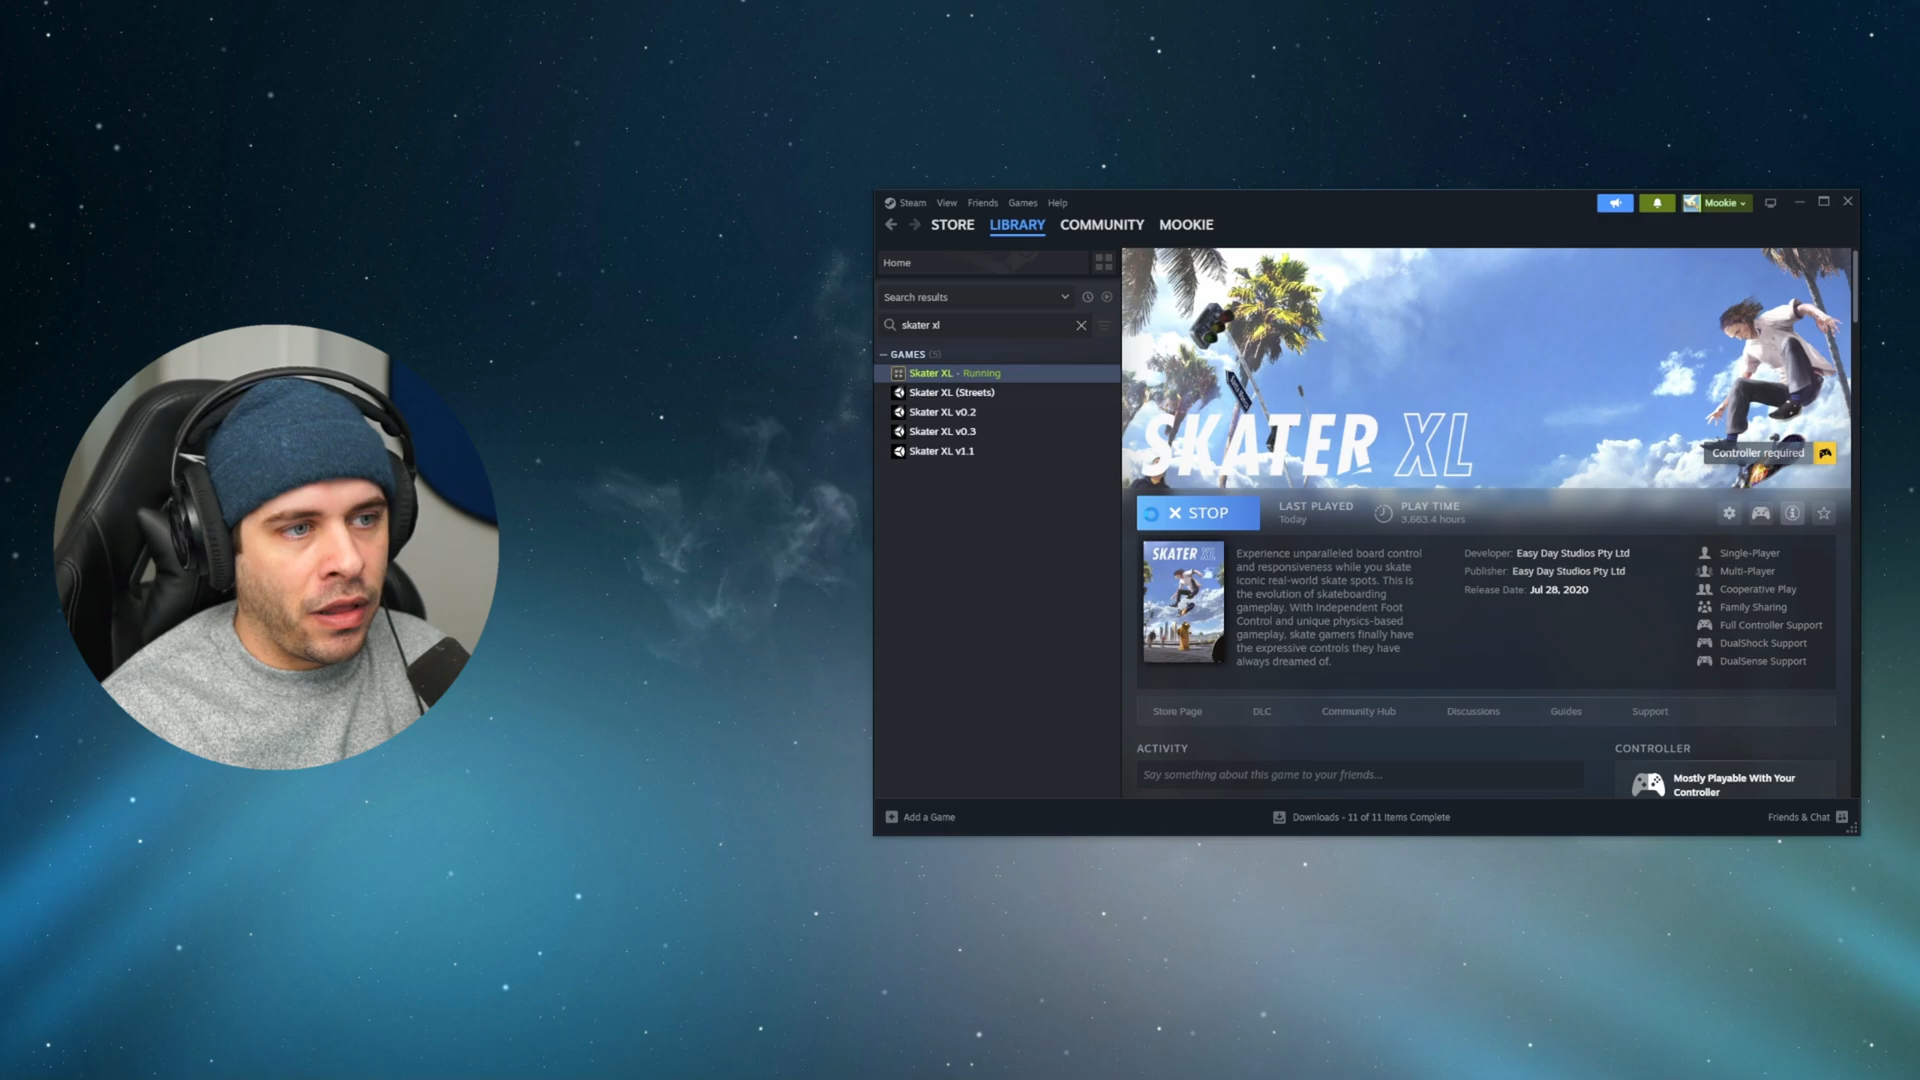 Steam View Friends Games Help
Mookie
STORE LIBRARY COMMUNITY MOOKIE
Home
Search results
skater xl
GAMES (5)
Skater XL - Running
Skater XL (Streets)
Skater XL v0.2
Skater XL v0.3
Skater XL v1.1
SKATER XL
Controller required
STOP
LAST PLAYED
Today
PLAY TIME
3,663.4 hours
SKATER XL
Experience unparalleled board control
and responsiveness while you skate
iconic real-world skate spots. This is
the evolution of skateboarding
gameplay. With Independent Foot
Control and unique physics-based
gameplay, skate gamers finally have
the expressive controls they have
always dreamed of.
Developer: Easy Day Studios Pty Ltd
Publisher: Easy Day Studios Pty Ltd
Release Date: Jul 28, 2020
Single-Player
Multi-Player
Cooperative Play
Family Sharing
Full Controller Support
DualShock Support
DualSense Support
Store Page DLC Community Hub Discussions Guides Support
ACTIVITY
Say something about this game to your friends...
CONTROLLER
Mostly Playable With Your
Controller
Add a Game
Downloads - 11 of 11 Items Complete
Friends & Chat